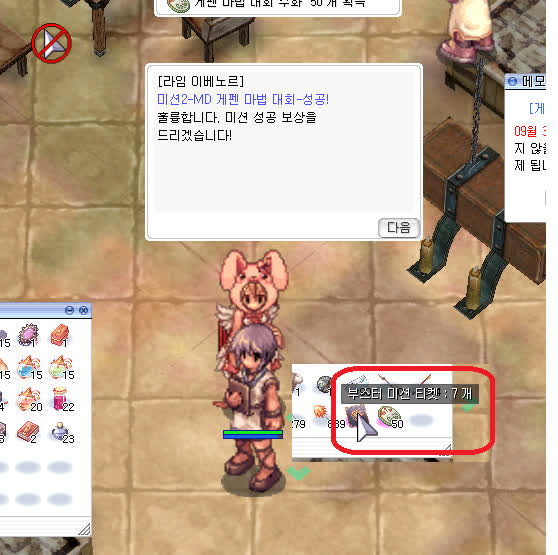 게펜 마법 대회 주화 50 개 획득
메모
[라임 이베노르]
미션2-MD 게펜 마법 대회-성공!
훌륭합니다, 미션 성공 보상을
드리겠습니다!
다음
[게
09월 3
지 않을
제 됩니
15
1
1
15
15
15
4
20
22
3
2
2
부스터 미션 티켓 : 7 개
279
839
50